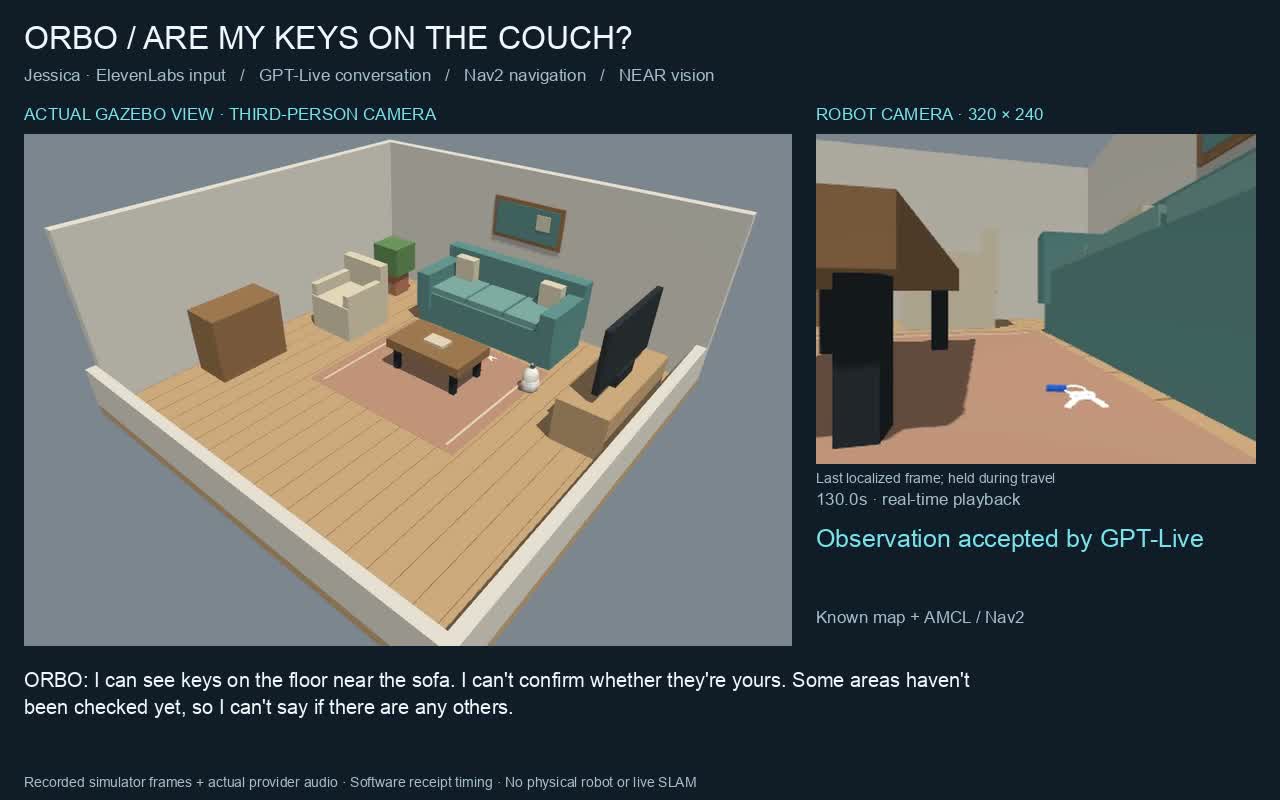 ORBO / ARE MY KEYS ON THE COUCH?
Jessica · ElevenLabs input / GPT-Live conversation / Nav2 navigation / NEAR vision
ACTUAL GAZEBO VIEW · THIRD-PERSON CAMERA
ROBOT CAMERA · 320 × 240
Last localized frame; held during travel
130.0s · real-time playback
Observation accepted by GPT-Live
Known map + AMCL / Nav2
ORBO: I can see keys on the floor near the sofa. I can't confirm whether they're yours. Some areas haven't
been checked yet, so I can't say if there are any others.
Recorded simulator frames + actual provider audio · Software receipt timing · No physical robot or live SLAM